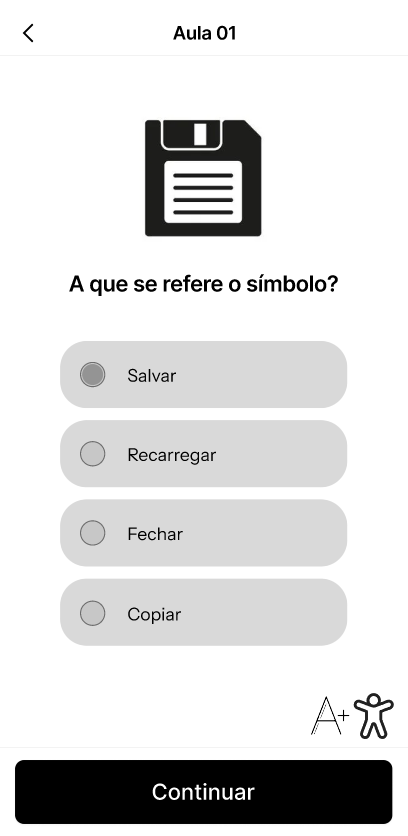 Aula 01
A que se refere o símbolo?
Salvar
Recarregar
Fechar
Copiar
A+
Continuar